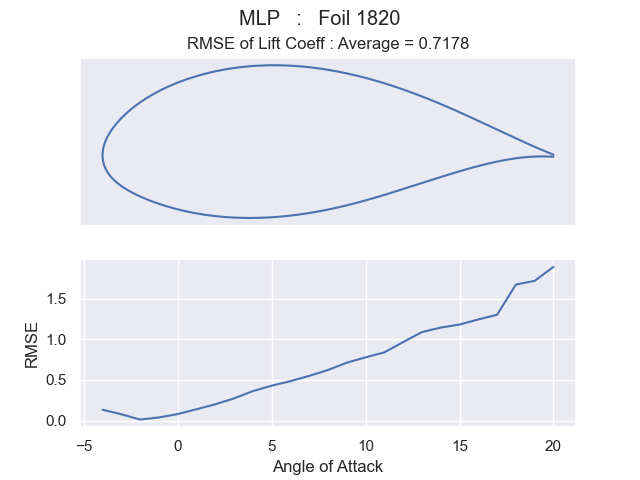 MLP : Foil 1820
RMSE of Lift Coeff : Average = 0.7178
1.5
1.0
0.5
0.0
RMSE
−5 0 5 10 15 20
Angle of Attack